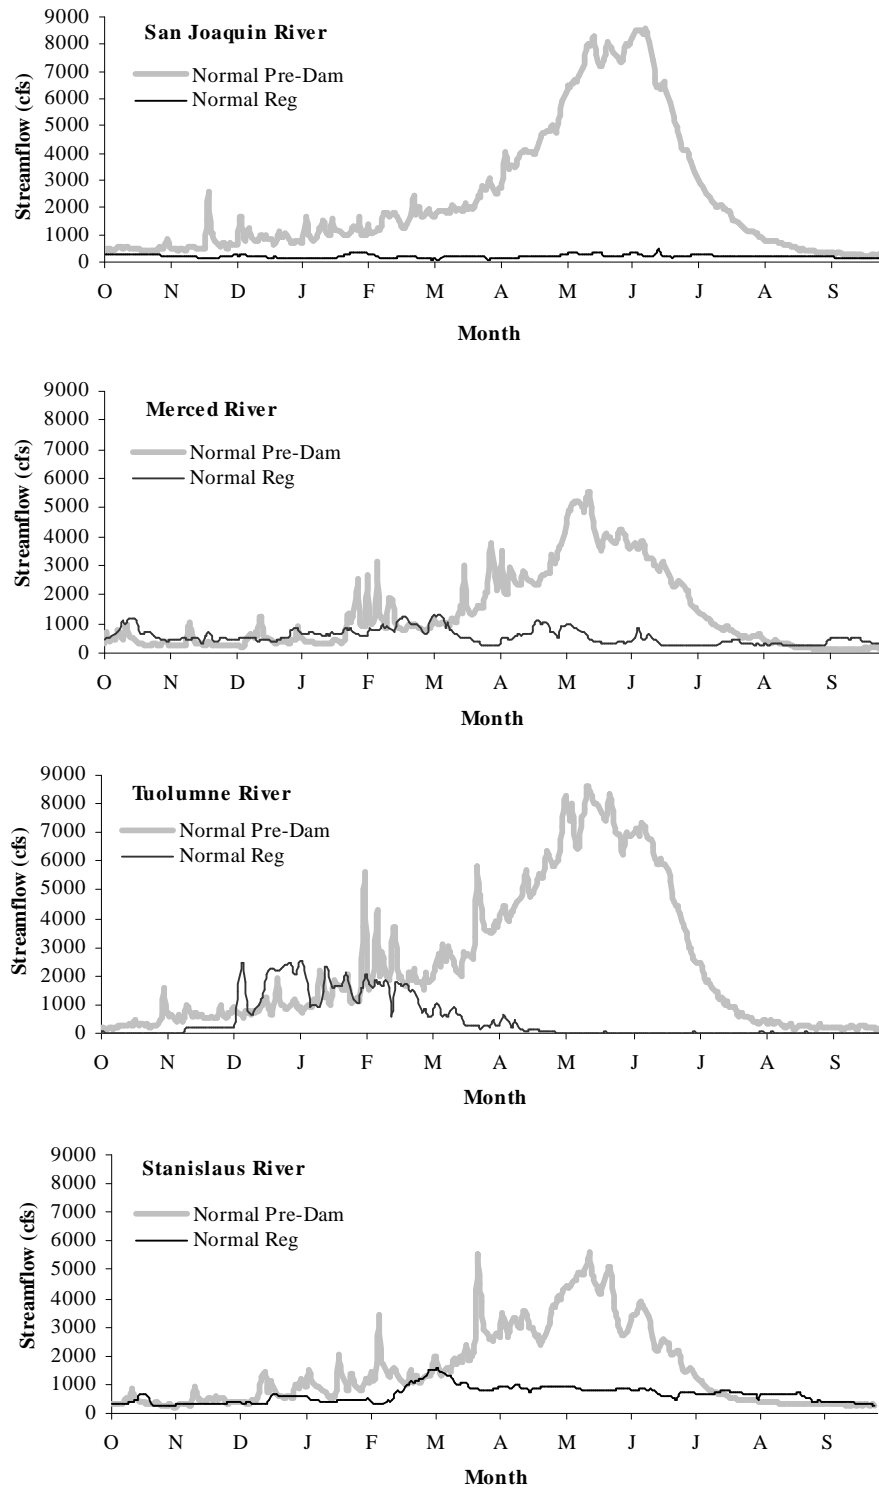 San Joaquin River
Normal Pre-Dam
Normal Reg
Streamflow (cfs)
9000
8000
7000
6000
5000
4000
3000
2000
1000
0
O N D J F M A M J J A S
Month
Merced River
Normal Pre-Dam
Normal Reg
Streamflow (cfs)
9000
8000
7000
6000
5000
4000
3000
2000
1000
0
O N D J F M A M J J A S
Month
Tuolumne River
Normal Pre-Dam
Normal Reg
Streamflow (cfs)
9000
8000
7000
6000
5000
4000
3000
2000
1000
0
O N D J F M A M J J A S
Month
Stanislaus River
Normal Pre-Dam
Normal Reg
Streamflow (cfs)
9000
8000
7000
6000
5000
4000
3000
2000
1000
0
O N D J F M A M J J A S
Month